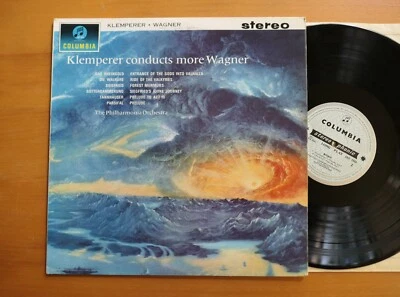 KLEMPERER • WAGNER
stereo
COLUMBIA
Klemperer conducts more Wagner
DAS RHEINGOLD ENTRANCE OF THE GODS INTO VALHALLA
DIE WALKÜRE RIDE OF THE VALKYRIES
SIEGFRIED FOREST MURMURS
GÖTTERDÄMMERUNG SIEGFRIED'S RHINE JOURNEY
TANNHÄUSER PRELUDE TO ACT III
PARSIFAL PRELUDE
The Philharmonia Orchestra
COLUMBIA
stereo